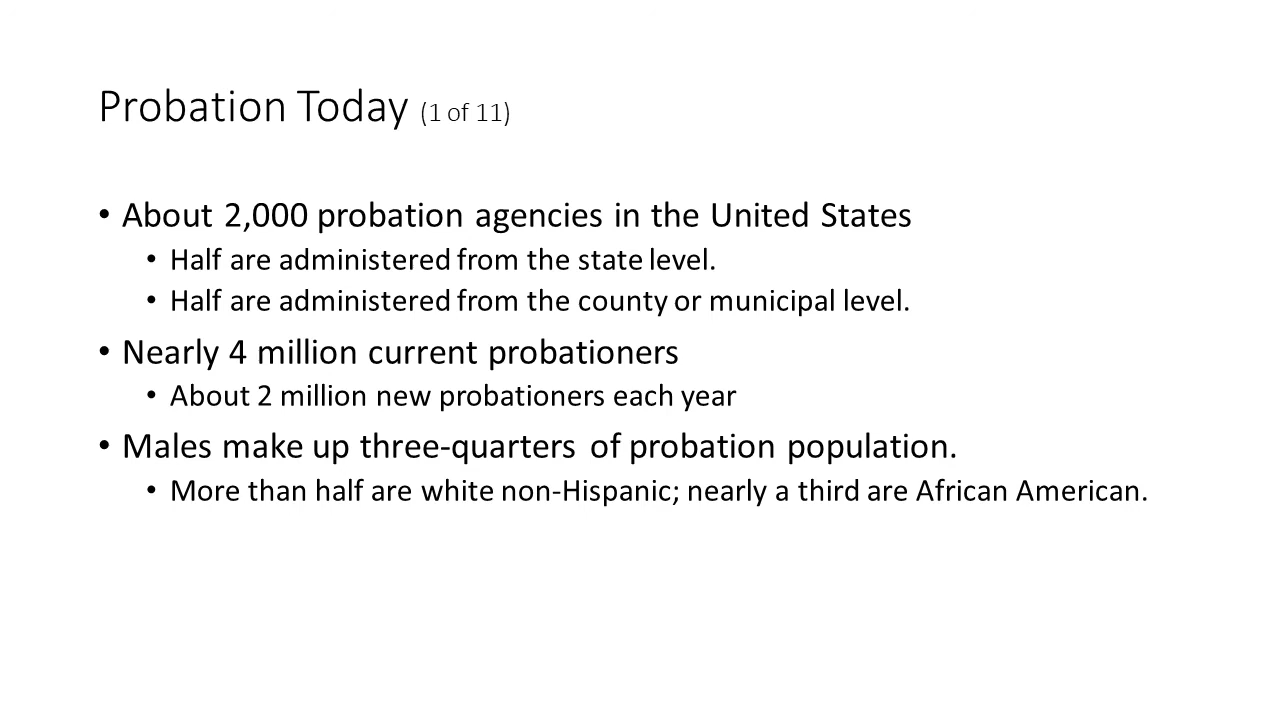 Probation Today (1 of 11)
• About 2,000 probation agencies in the United States
• Half are administered from the state level.
• Half are administered from the county or municipal level.
• Nearly 4 million current probationers
• About 2 million new probationers each year
• Males make up three-quarters of probation population.
• More than half are white non-Hispanic; nearly a third are African American.